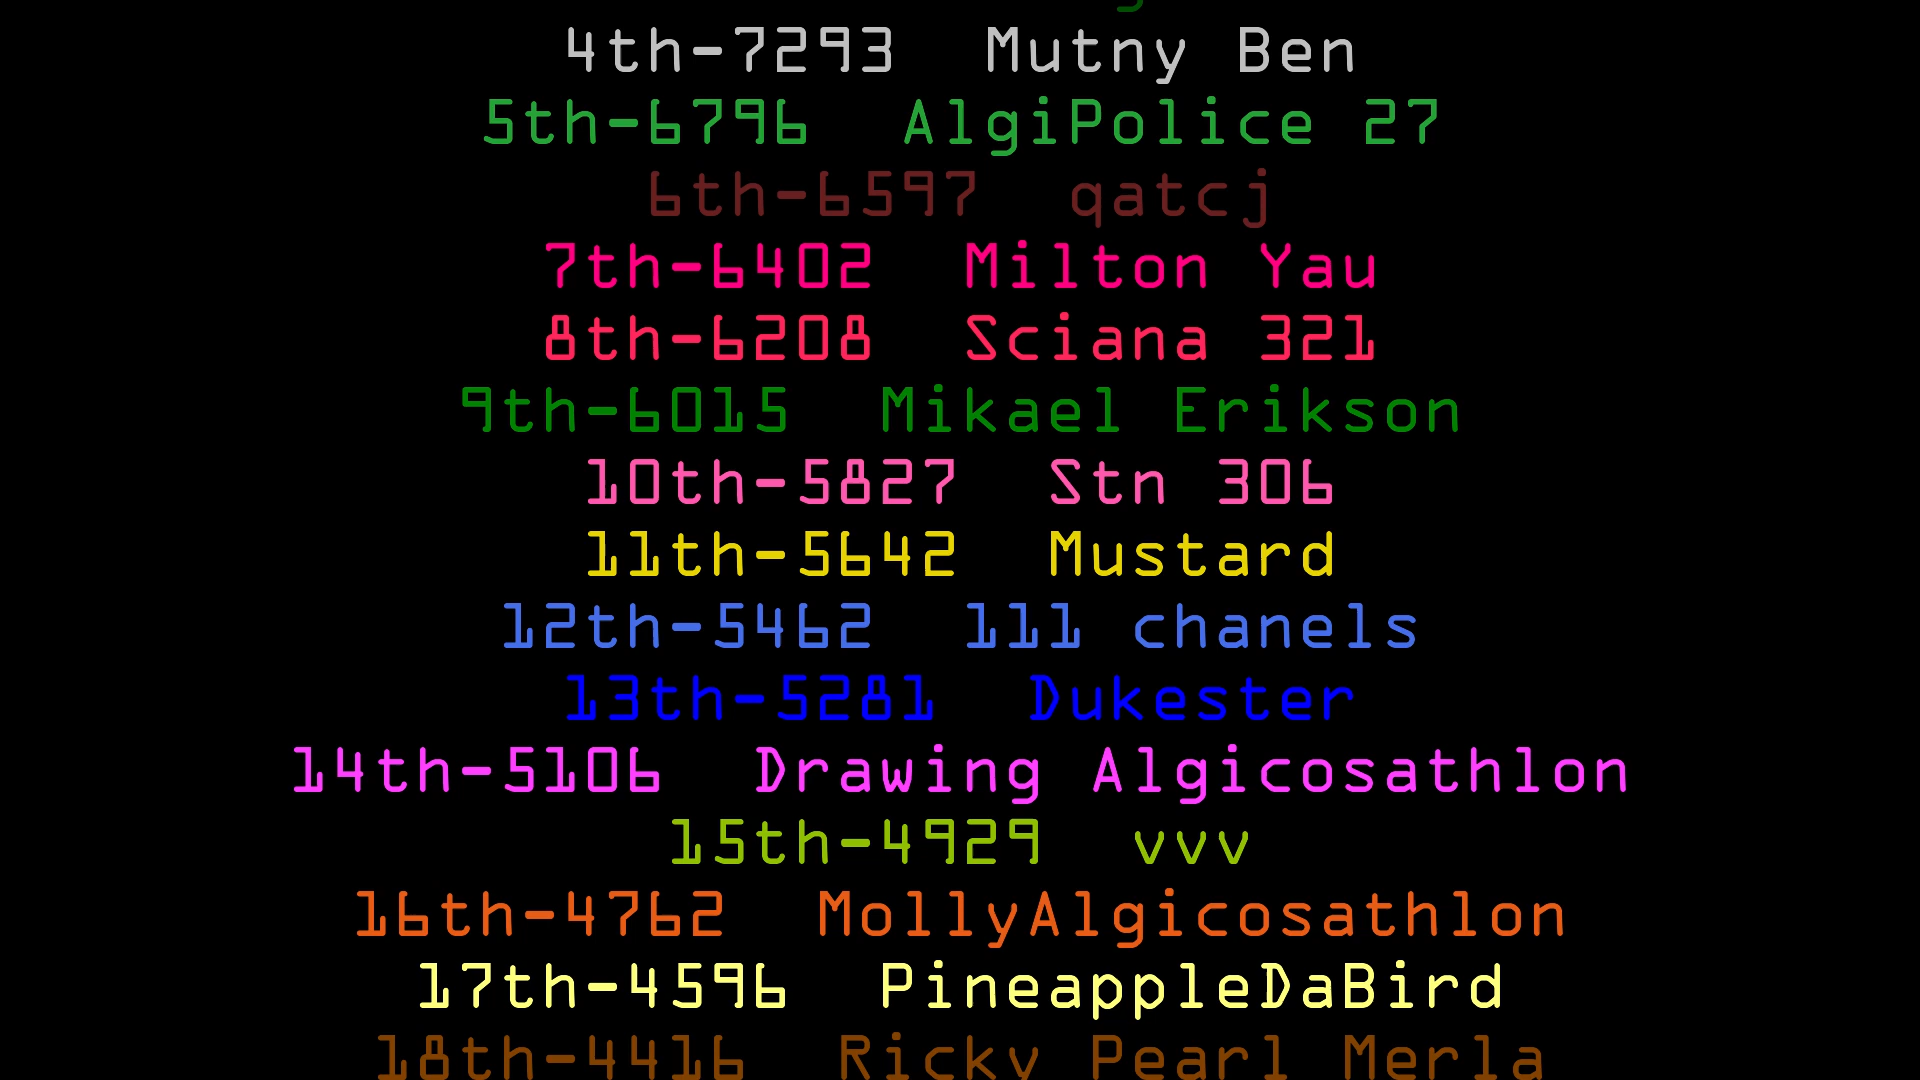 4th-7293  Mutny Ben
5th-6796  AlgiPolice 27
6th-6597  qatcj
7th-6402  Milton Yau
8th-6208  Sciana 321
9th-6015  Mikael Erikson
10th-5827  Stn 306
11th-5642  Mustard
12th-5462  111 chanels
13th-5281  Dukester
14th-5106  Drawing Algicosathlon
15th-4929  vvv
16th-4762  MollyAlgicosathlon
17th-4596  PineappleDaBird
18th-4416  Ricky Pearl Merla